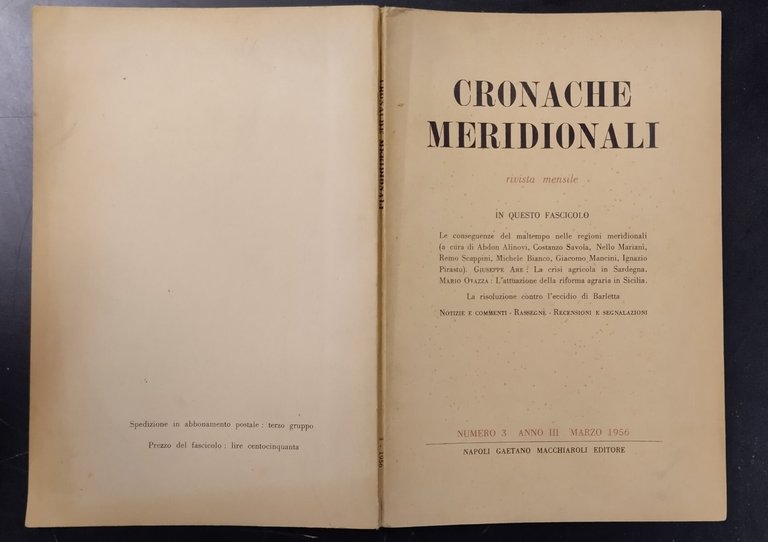 Spedizione in abbonamento postale : terzo gruppo
Prezzo del fascicolo : lire centocinquanta
CRONACHE MERIDIONALI
3 - 1956
CRONACHE
MERIDIONALI
rivista mensile
IN QUESTO FASCICOLO
Le conseguenze del maltempo nelle regioni meridionali
(a cura di Abdon Alinovi, Costanzo Savoia, Nello Mariani,
Remo Scappini, Michele Bianco, Giacomo Mancini, Ignazio
Pirastu). GIUSEPPE ARE : La crisi agricola in Sardegna.
MARIO OVAZZA : L'attuazione della riforma agraria in Sicilia.
La risoluzione contro l'eccidio di Barletta
NOTIZIE E COMMENTI - RASSEGNE - RECENSIONI E SEGNALAZIONI
NUMERO 3 ANNO III MARZO 1956
NAPOLI GAETANO MACCHIAROLI EDITORE